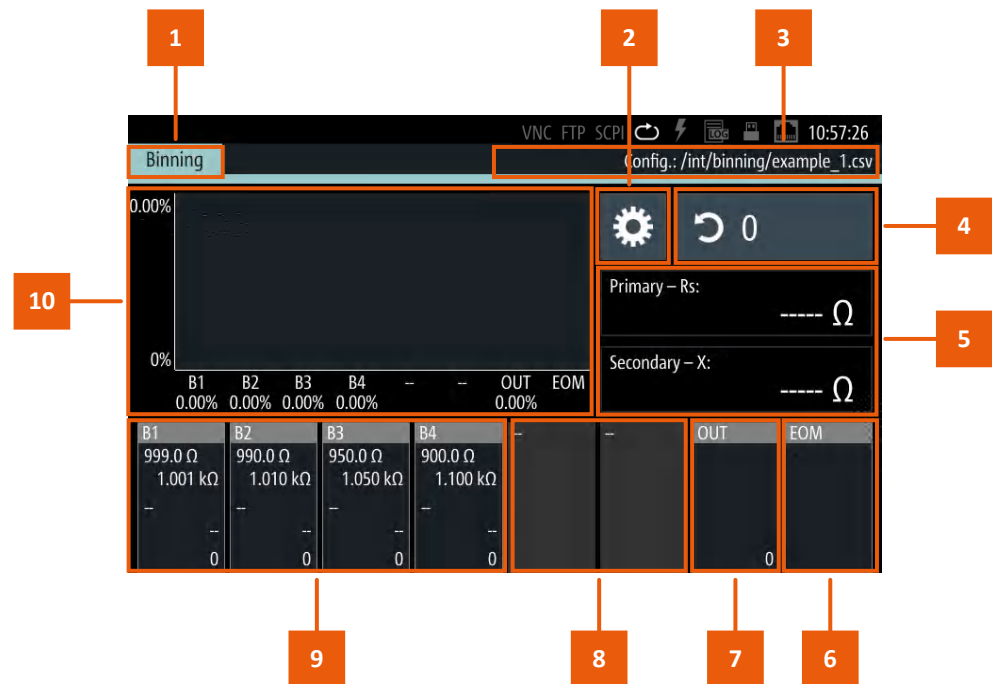 1
2
3
VNC FTP SCPI LOG 10:57:26
Binning
Config.: /int/binning/example_1.csv
0.00%
0 
4
Primary – Rs:
----- Ω
10
5
0%
Secondary – X:
----- Ω
B1 B2 B3 B4 -- -- OUT EOM
0.00% 0.00% 0.00% 0.00% 0.00%
B1 B2 B3 B4 -- -- OUT EOM
999.0 Ω 990.0 Ω 950.0 Ω 900.0 Ω
1.001 kΩ 1.010 kΩ 1.050 kΩ 1.100 kΩ
-- -- -- --
-- -- -- --
0 0 0 0 0
9
8
7
6